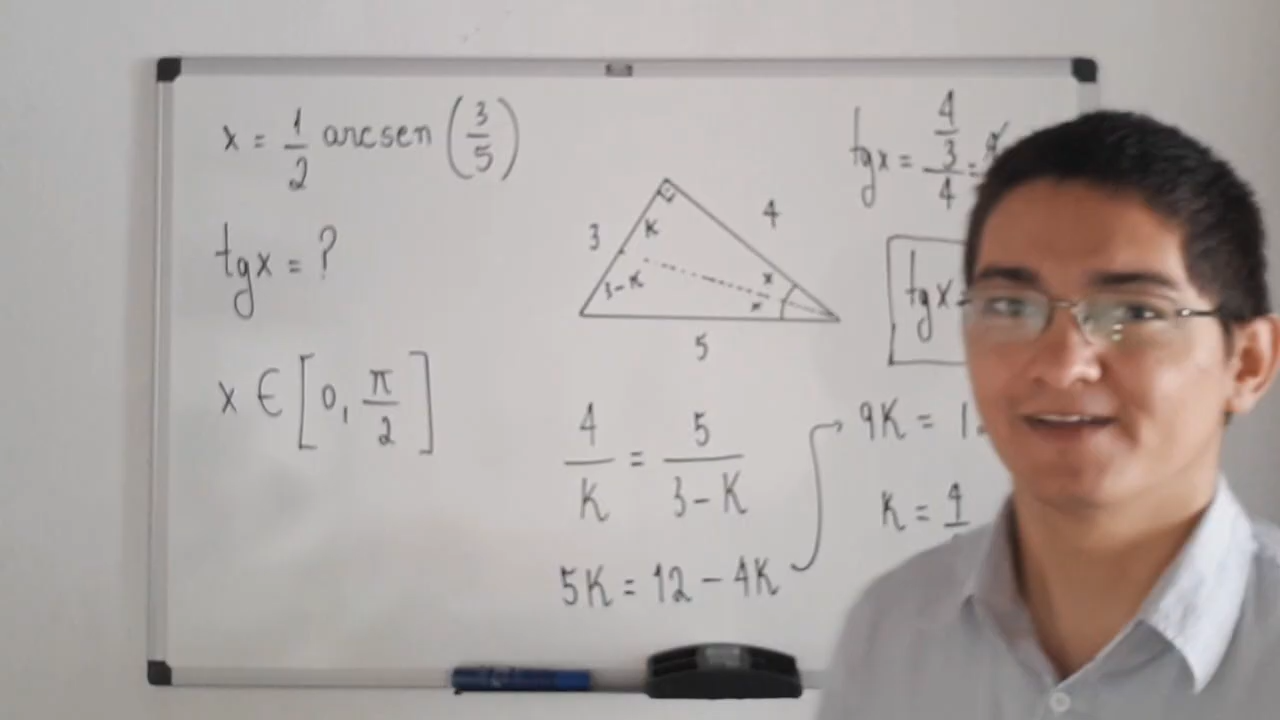 x = 1/2 arcsen (3/5)
tgx = ?
x ∈ [0, π/2]
3
K
4
3-K
x
x
5
4/K = 5/(3-K)
5K = 12 - 4K
tgx = (4/3)/4 =
tgx =
9K =
K = 4